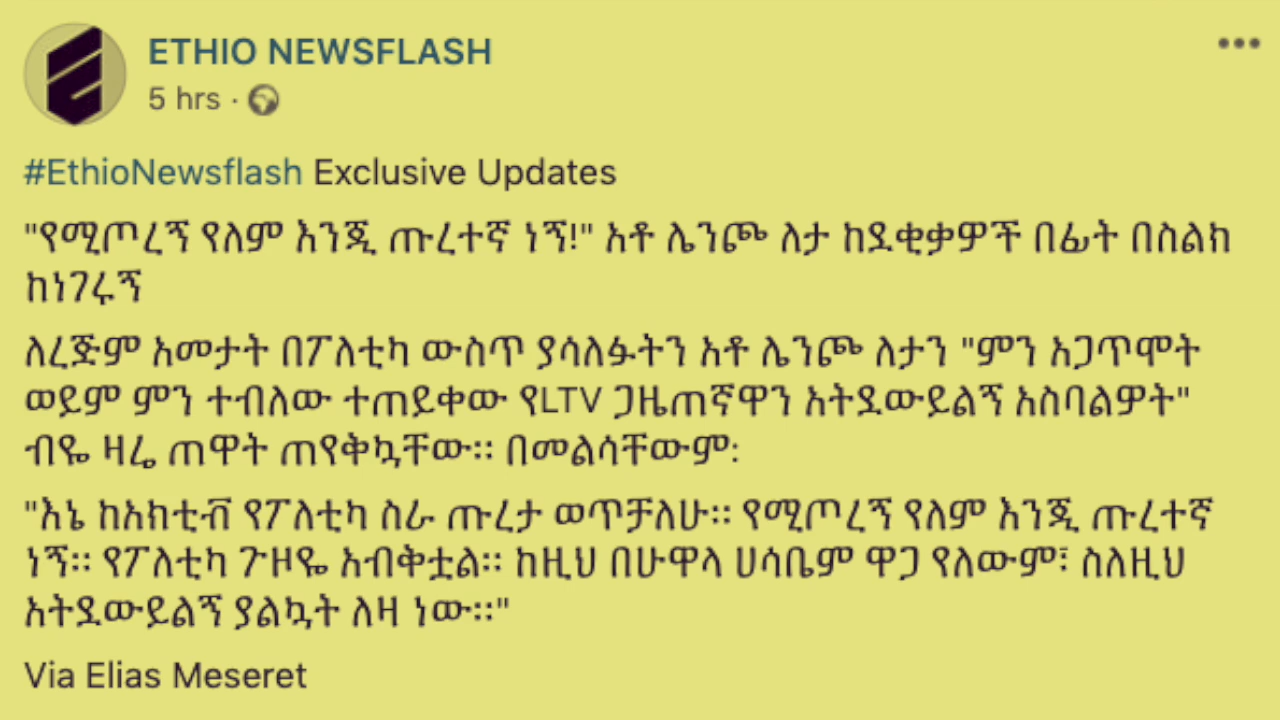 ETHIO NEWSFLASH
5 hrs ·
#EthioNewsflash Exclusive Updates
"የሚጦረኝ የለም እንጂ ጡረተኛ ነኝ!" አቶ ሌንጮ ለታ ከደቂቃዎች በፊት በስልክ
ከነገሩኝ
ለረጅም አመታት በፖለቲካ ውስጥ ያሳለፉትን አቶ ሌንጮ ለታን "ምን አጋጥሞት
ወይም ምን ተብለው ተጠይቀው የLTV ጋዜጠኛዋን አትደውይልኝ አስባልዎት"
ብዬ ዛሬ ጠዋት ጠየቅኳቸው። በመልሳቸውም:
"እኔ ከአክቲቭ የፖለቲካ ስራ ጡረታ ወጥቻለሁ። የሚጦረኝ የለም እንጂ ጡረተኛ
ነኝ። የፖለቲካ ጉዞዬ አብቅቷል። ከዚህ በሁዋላ ሀሳቤም ዋጋ የለውም፣ ስለዚህ
አትደውይልኝ ያልኳት ለዛ ነው።"
Via Elias Meseret